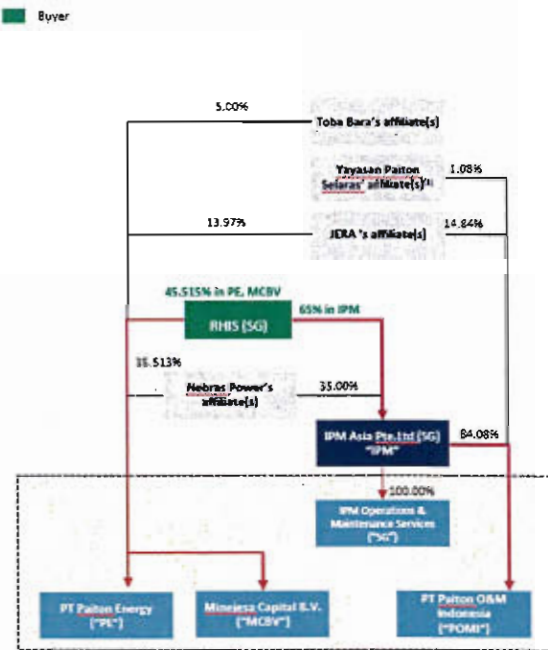 Buyer
5.00%
Toba Bara's affiliate(s)
Yayasan Paiton
Selaras' affiliate(s)⁽¹⁾
1.08%
13.97%
JERA 's affiliate(s)
14.84%
45.515% in PE, MCBV
RHIS (SG)
65% in IPM
35.513%
Nebras Power's
affiliate(s)
35.00%
IPM Asia Pte.Ltd (SG)
"IPM"
84.08%
100.00%
IPM Operations &
Maintenance Services
("SG")
PT Paiton Energy
("PE")
Minejesa Capital B.V.
("MCBV")
PT Paiton O&M
Indonesia
("POMI")